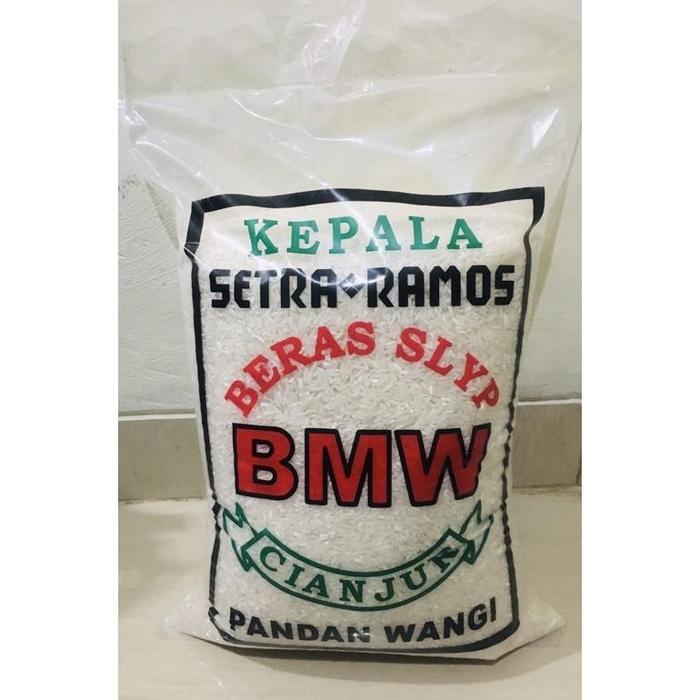 KEPALA
SETRA◆RAMOS
BERAS SLYP
BMW
CIANJUR
PANDAN WANGI